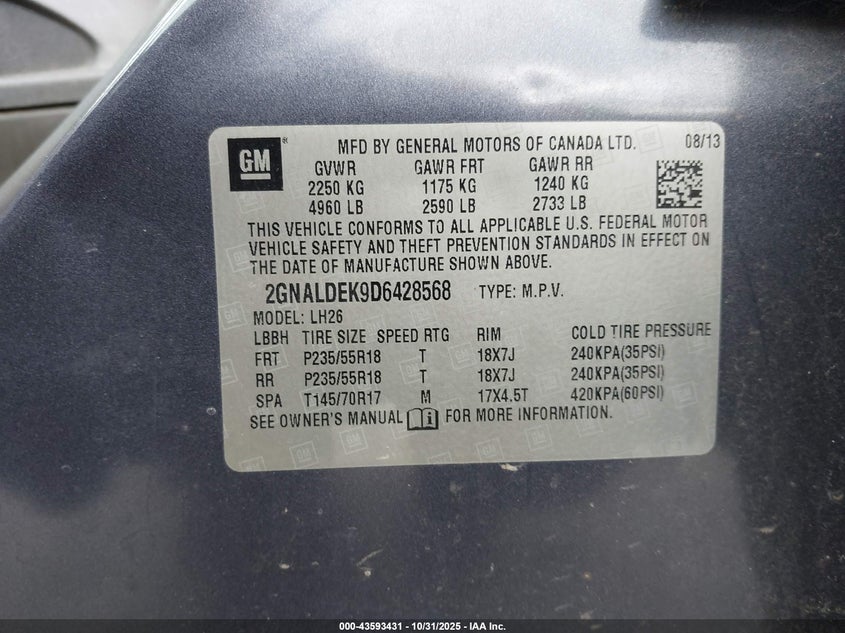 GM ® MFD BY GENERAL MOTORS OF CANADA LTD. 08/13
GVWR GAWR FRT GAWR RR
2250 KG 1175 KG 1240 KG
4960 LB 2590 LB 2733 LB
THIS VEHICLE CONFORMS TO ALL APPLICABLE U.S. FEDERAL MOTOR
VEHICLE SAFETY AND THEFT PREVENTION STANDARDS IN EFFECT ON
THE DATE OF MANUFACTURE SHOWN ABOVE.
2GNALDEK9D6428568 TYPE: M.P.V.
MODEL: LH26
LBBH TIRE SIZE SPEED RTG RIM COLD TIRE PRESSURE
FRT P235/55R18 T 18X7J 240KPA(35PSI)
RR P235/55R18 T 18X7J 240KPA(35PSI)
SPA T145/70R17 M 17X4.5T 420KPA(60PSI)
SEE OWNER'S MANUAL FOR MORE INFORMATION.
000-43593431 - 10/31/2025 - IAA Inc.